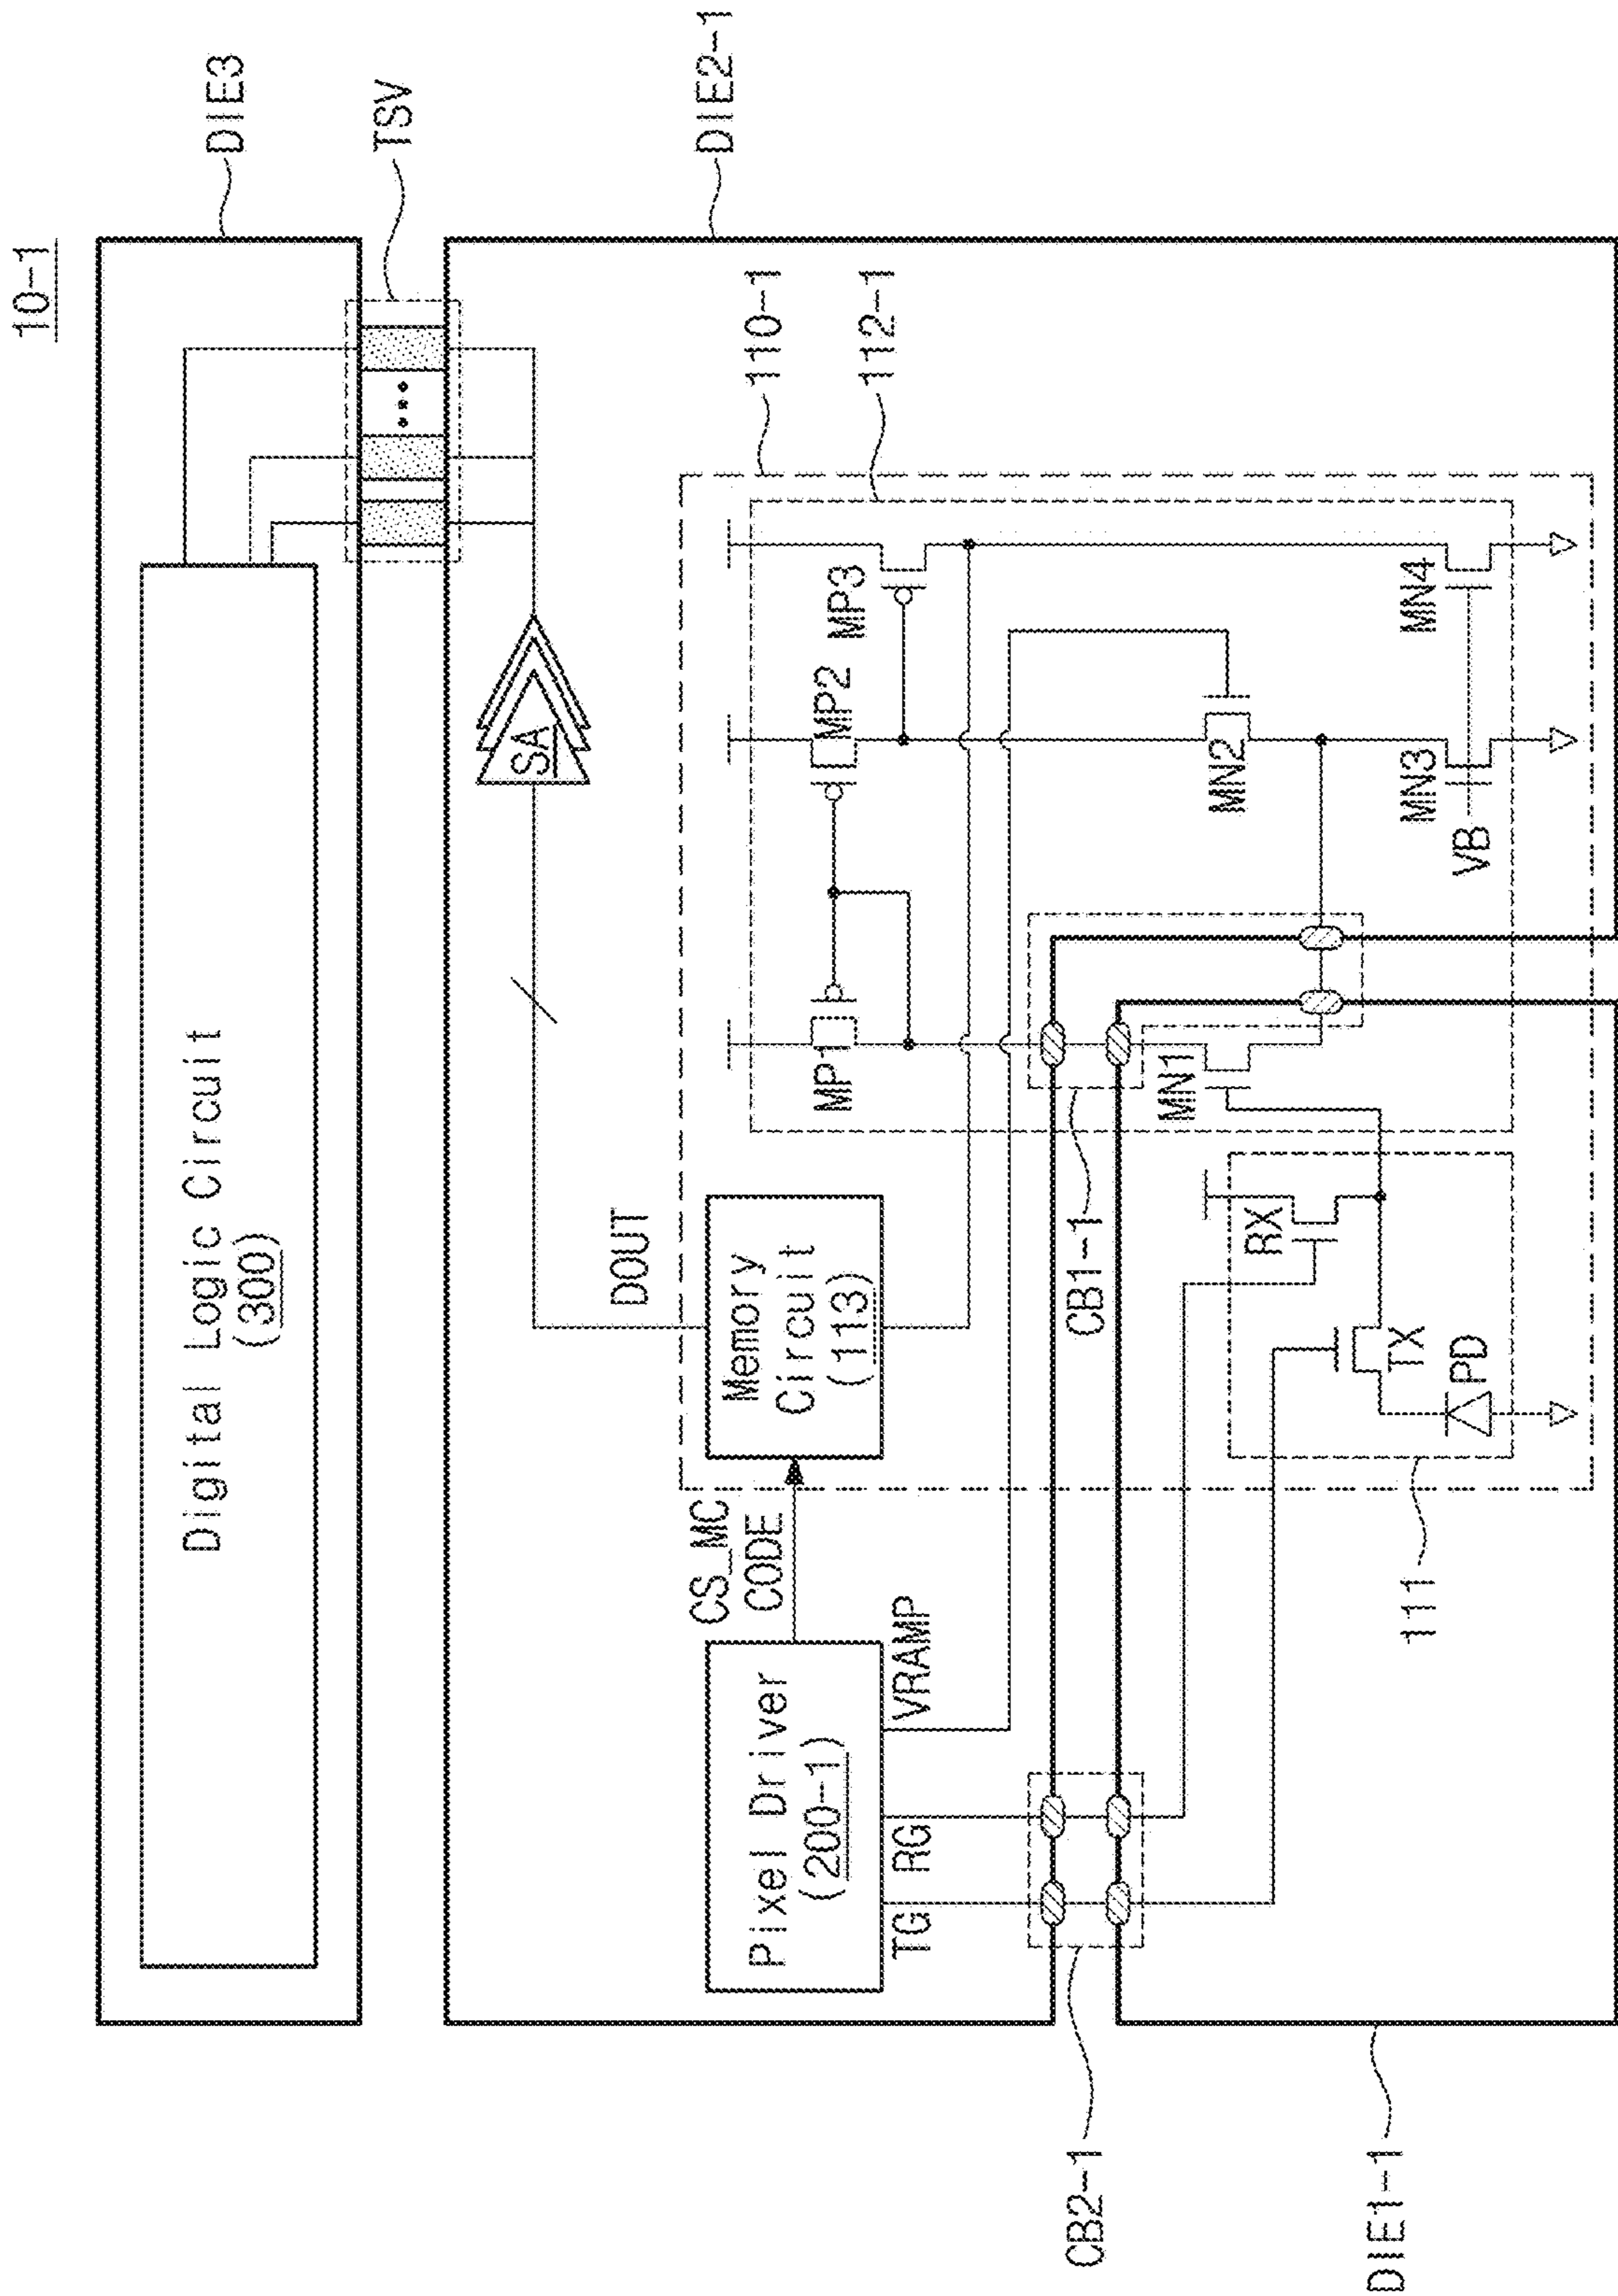 10-1
DIE3
Digital Logic Circuit
(300)
TSV
DIE2-1
SA
DOUT
110-1
112-1
Pixel Driver
(200-1)
CS_MC
CODE
Memory
Circuit
(113)
TG
RG
VRAMP
MP1
MP2
MP3
CB2-1
CB1-1
MN1
MN2
RX
TX
PD
MN3
MN4
VB
111
DIE1-1